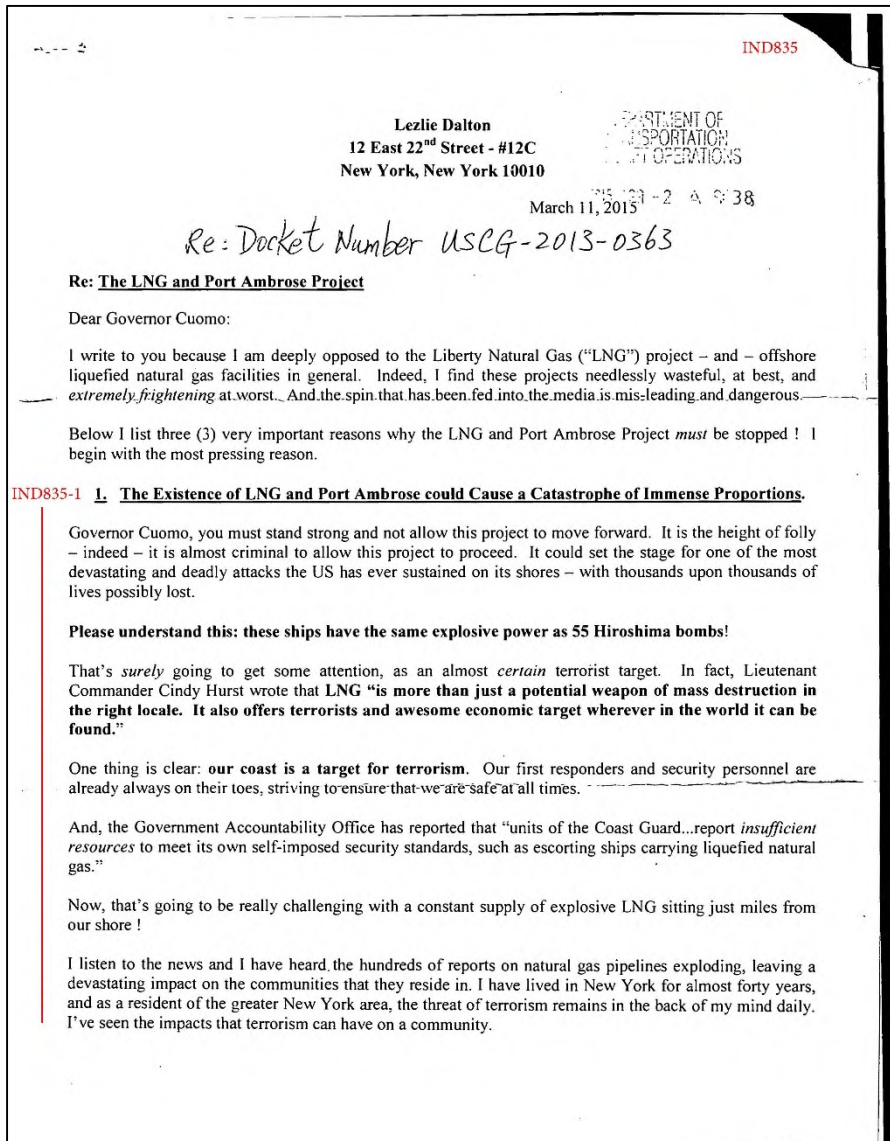 IND835
Lezlie Dalton
12 East 22nd Street - #12C
New York, New York 10010
OF
OPERATIONS
38
March 11, 2015
Re: Docket Number USCG-2013-0363
Re: The LNG and Port Ambrose Project
Dear Governor Cuomo:
I write to you because I am deeply opposed to the Liberty Natural Gas ("LNG") project – and – offshore
liquefied natural gas facilities in general. Indeed, I find these projects needlessly wasteful, at best, and
extremely frightening at worst. And the spin that has been fed into the media is mis-leading and dangerous.
Below I list three (3) very important reasons why the LNG and Port Ambrose Project must be stopped ! I
begin with the most pressing reason.
IND835-1 1. The Existence of LNG and Port Ambrose could Cause a Catastrophe of Immense Proportions.
Governor Cuomo, you must stand strong and not allow this project to move forward. It is the height of folly
– indeed – it is almost criminal to allow this project to proceed. It could set the stage for one of the most
devastating and deadly attacks the US has ever sustained on its shores – with thousands upon thousands of
lives possibly lost.
Please understand this: these ships have the same explosive power as 55 Hiroshima bombs!
That's surely going to get some attention, as an almost certain terrorist target. In fact, Lieutenant
Commander Cindy Hurst wrote that LNG "is more than just a potential weapon of mass destruction in
the right locale. It also offers terrorists and awesome economic target wherever in the world it can be
found."
One thing is clear: our coast is a target for terrorism. Our first responders and security personnel are
already always on their toes, striving to ensure that we are safe at all times.
And, the Government Accountability Office has reported that "units of the Coast Guard...report insufficient
resources to meet its own self-imposed security standards, such as escorting ships carrying liquefied natural
gas."
Now, that's going to be really challenging with a constant supply of explosive LNG sitting just miles from
our shore !
I listen to the news and I have heard the hundreds of reports on natural gas pipelines exploding, leaving a
devastating impact on the communities that they reside in. I have lived in New York for almost forty years,
and as a resident of the greater New York area, the threat of terrorism remains in the back of my mind daily.
I've seen the impacts that terrorism can have on a community.